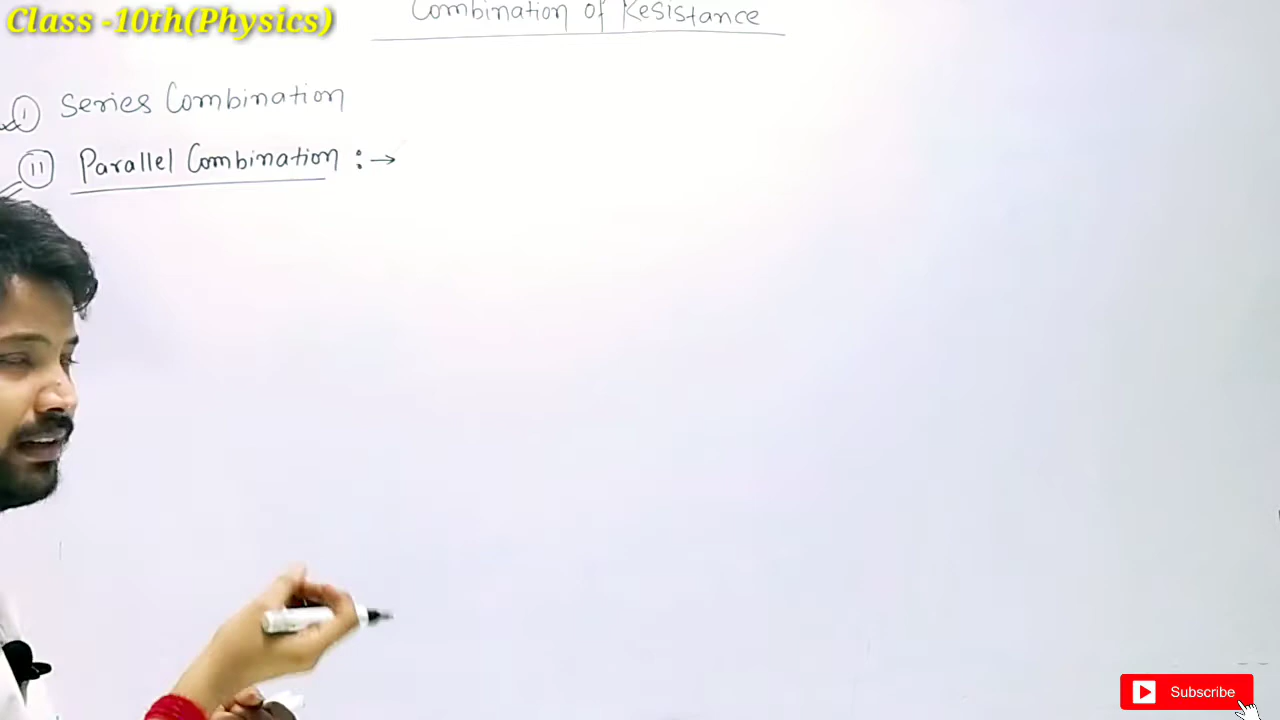 Class -10th(Physics)
Combination of Resistance
I Series Combination
II Parallel Combination :→
Subscribe